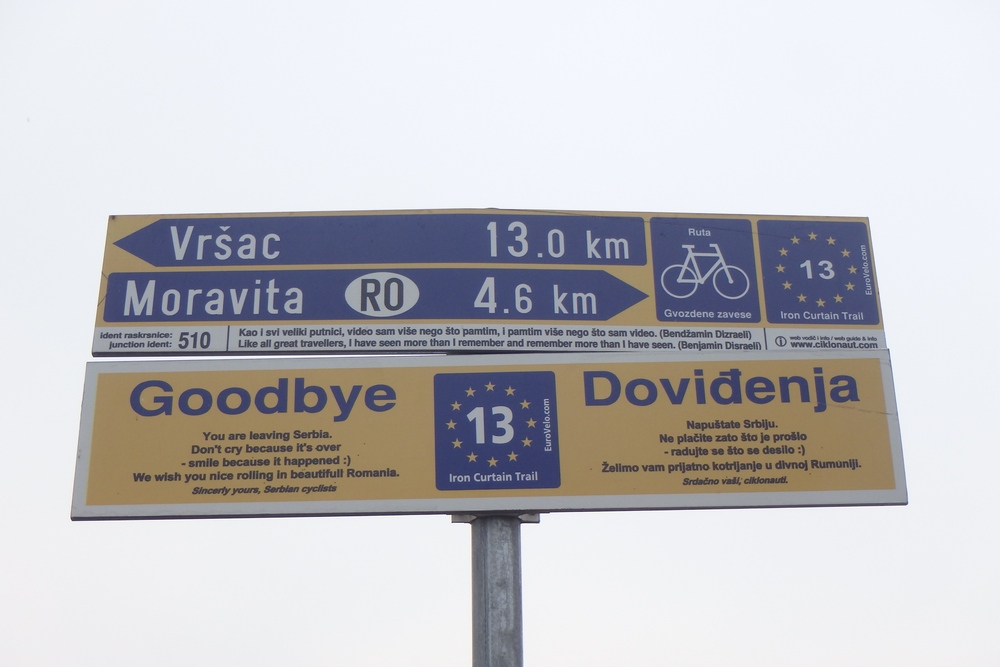 Vršac 13.0 km
Moravita RO 4.6 km
Ruta
Gvozdene zavese
13
EuroVelo.com
Iron Curtain Trail
ident raskrsnice:
junction ident:
510
Kao i svi veliki putnici, video sam više nego što pamtim, i pamtim više nego što sam video. (Bendžamin Dizraeli)
Like all great travellers, I have seen more than I remember and remember more than I have seen. (Benjamin Disraeli)
web vodič i info / web guide & info
www.ciklonaut.com
Goodbye
You are leaving Serbia.
Don't cry because it's over
- smile because it happened :)
We wish you nice rolling in beautifull Romania.
Sincerly yours, Serbian cyclists
13
EuroVelo.com
Iron Curtain Trail
Doviđenja
Napuštate Srbiju.
Ne plačite zato što je prošlo
- radujte se što se desilo :)
Želimo vam prijatno kotrljanje u divnoj Rumuniji.
Srdačno vaši, ciklonauti.